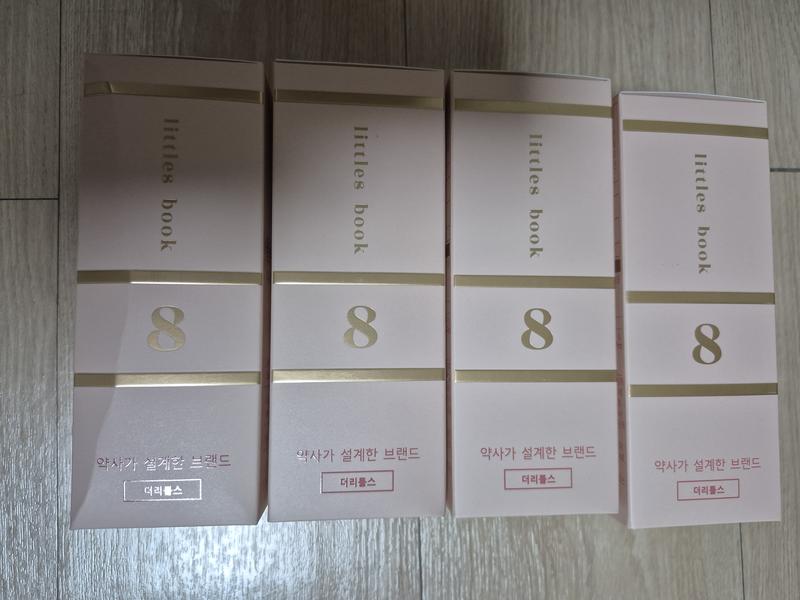 littles book
8
약사가 설계한 브랜드
더리틀스
littles book
8
약사가 설계한 브랜드
더리틀스
littles book
8
약사가 설계한 브랜드
더리틀스
littles book
8
약사가 설계한 브랜드
더리틀스